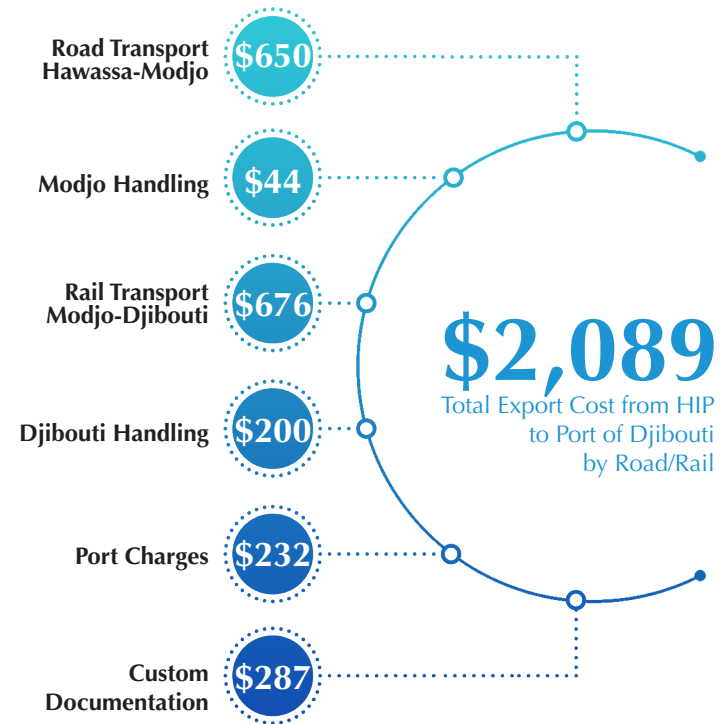 Road Transport
Hawassa-Modjo
$650
Modjo Handling
$44
Rail Transport
Modjo-Djibouti
$676
$2,089
Total Export Cost from HIP
to Port of Djibouti
by Road/Rail
Djibouti Handling
$200
Port Charges
$232
Custom
Documentation
$287